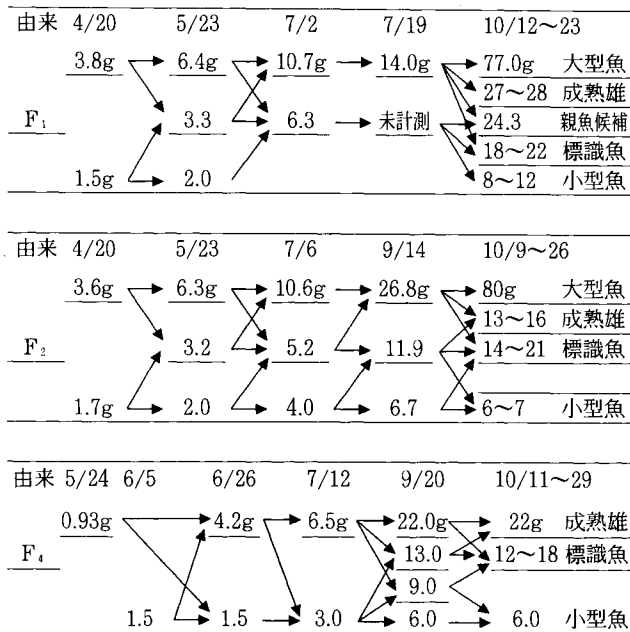 由来 4/20 5/23 7/2 7/19 10/12～23
3.8g 6.4g 10.7g 14.0g 77.0g 大型魚
27～28 成熟雄
F₁ 3.3 6.3 未計測 24.3 親魚候補
18～22 標識魚
1.5g 2.0 8～12 小型魚
由来 4/20 5/23 7/6 9/14 10/9～26
3.6g 6.3g 10.6g 26.8g 80g 大型魚
13～16 成熟雄
F₂ 3.2 5.2 11.9 14～21 標識魚
1.7g 2.0 4.0 6.7 6～7 小型魚
由来 5/24 6/5 6/26 7/12 9/20 10/11～29
0.93g 4.2g 6.5g 22.0g 22g 成熟雄
F₄ 13.0 12～18 標識魚
9.0
1.5 1.5 3.0 6.0 6.0 小型魚